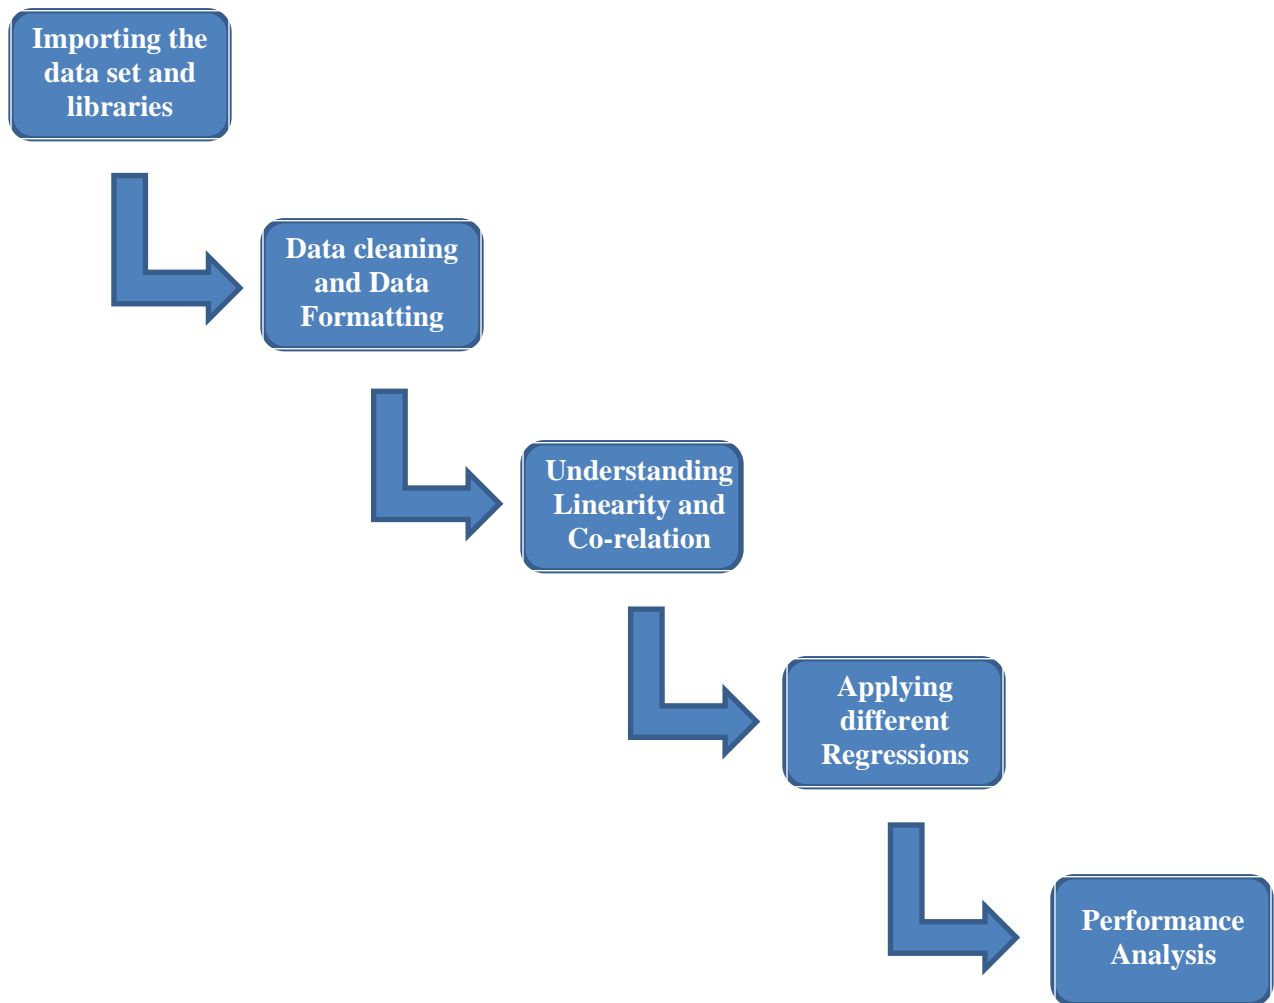 Importing the
data set and
libraries
Data cleaning
and Data
Formatting
Understanding
Linearity and
Co-relation
Applying
different
Regressions
Performance
Analysis